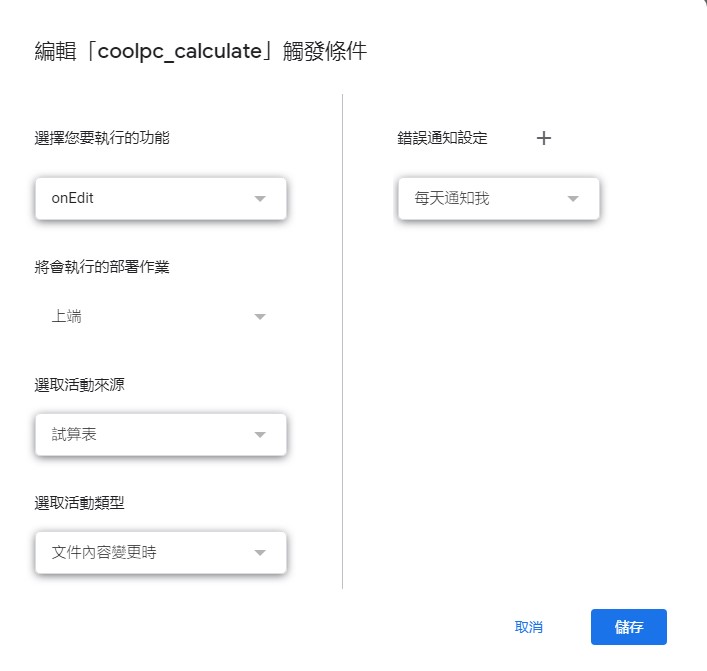 編輯「coolpc_calculate」觸發條件
選擇您要執行的功能
onEdit
將會執行的部署作業
上端
選取活動來源
試算表
選取活動類型
文件內容變更時
錯誤通知設定 +
每天通知我
取消
儲存